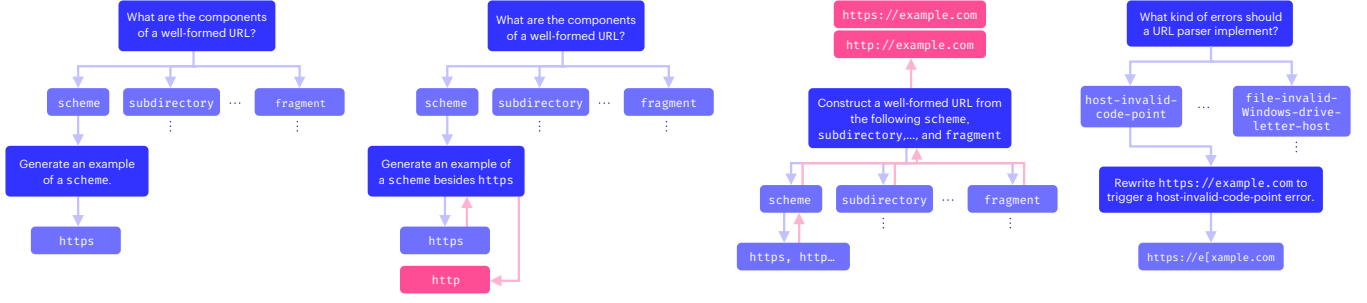 What are the components
of a well-formed URL?
scheme
subdirectory
...
fragment
⋮
⋮
Generate an example
of a scheme.
https
What are the components
of a well-formed URL?
scheme
subdirectory
...
fragment
⋮
⋮
Generate an example of
a scheme besides https
https
http
https://example.com
http://example.com
Construct a well-formed URL from
the following scheme,
subdirectory,..., and fragment
scheme
subdirectory
...
fragment
⋮
⋮
https, http…
What kind of errors should
a URL parser implement?
host-invalid-
code-point
...
file-invalid-
Windows-drive-
letter-host
⋮
Rewrite https://example.com to
trigger a host-invalid-code-point error.
https://e[xample.com